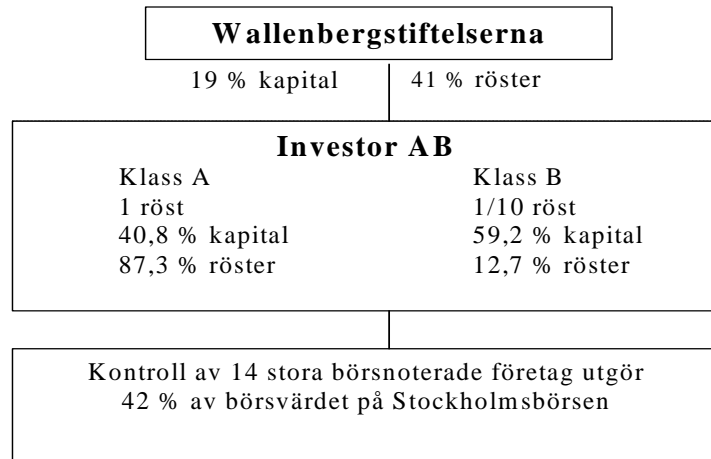 Wallenbergstiftelserna
19 % kapital 41 % röster
Investor AB
Klass A Klass B
1 röst 1/10 röst
40,8 % kapital 59,2 % kapital
87,3 % röster 12,7 % röster
Kontroll av 14 stora börsnoterade företag utgör
42 % av börsvärdet på Stockholmsbörsen